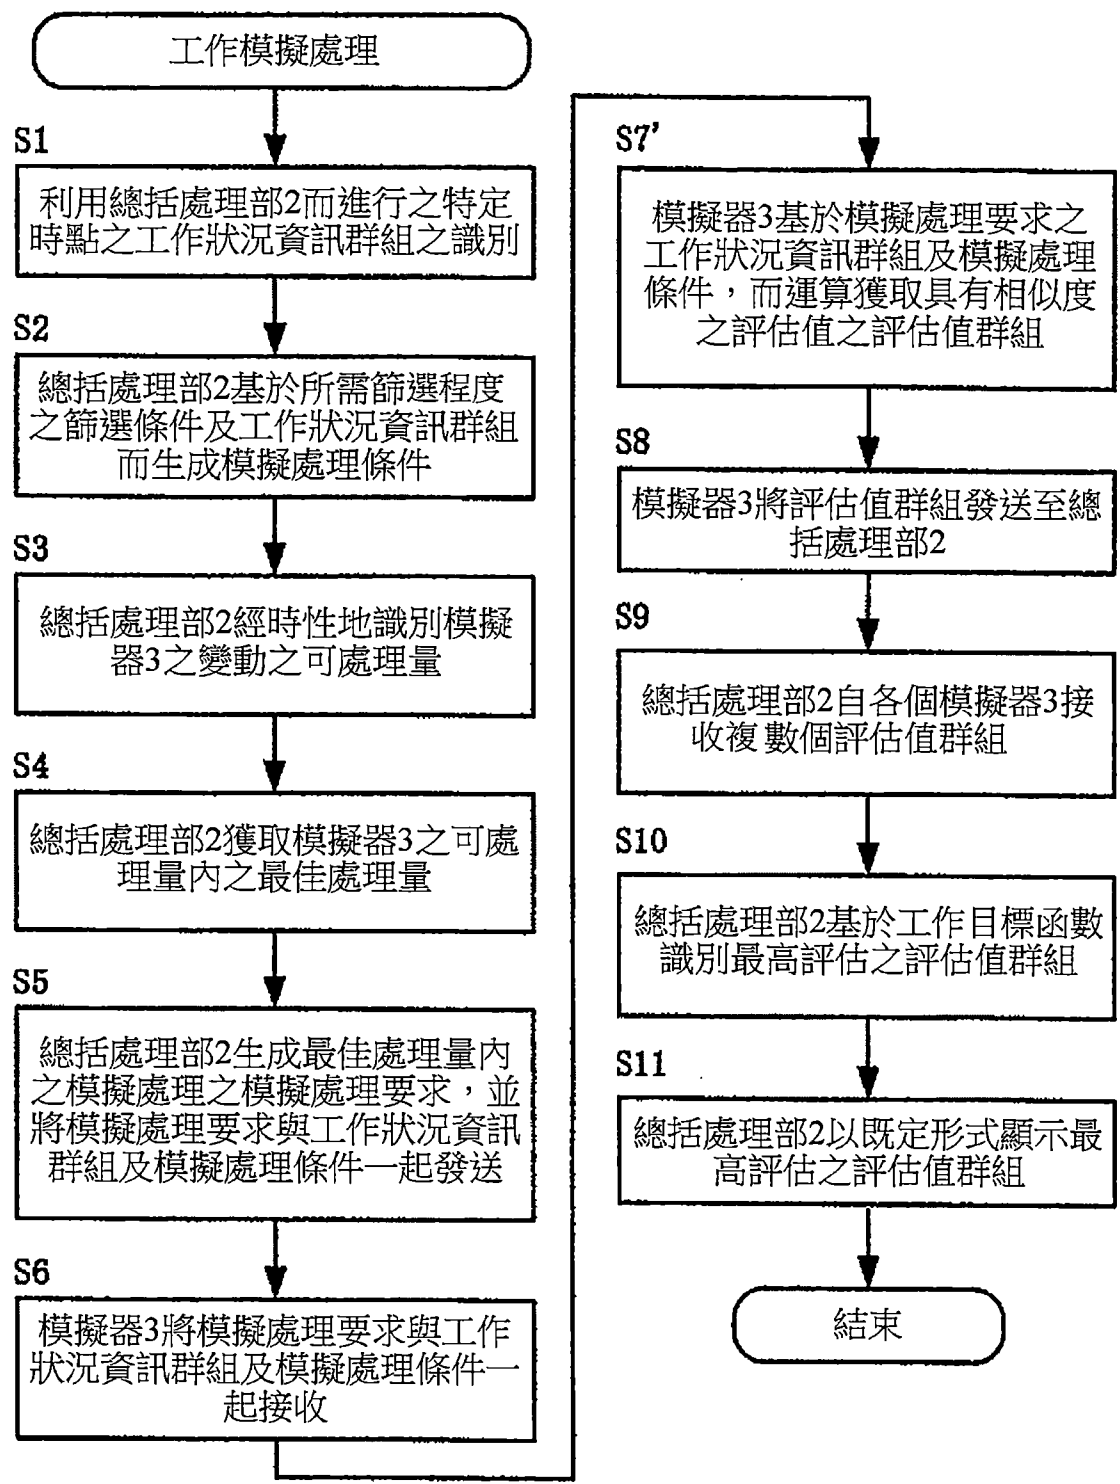 工作模擬處理
S1
利用總括處理部2而進行之特定
時點之工作狀況資訊群組之識別
S2
總括處理部2基於所需篩選程度
之篩選條件及工作狀況資訊群組
而生成模擬處理條件
S3
總括處理部2經時性地識別模擬
器3之變動之可處理量
S4
總括處理部2獲取模擬器3之可處
理量內之最佳處理量
S5
總括處理部2生成最佳處理量內
之模擬處理之模擬處理要求，並
將模擬處理要求與工作狀況資訊
群組及模擬處理條件一起發送
S6
模擬器3將模擬處理要求與工作
狀況資訊群組及模擬處理條件一
起接收
S7'
模擬器3基於模擬處理要求之
工作狀況資訊群組及模擬處理
條件，而運算獲取具有相似度
之評估值之評估值群組
S8
模擬器3將評估值群組發送至總
括處理部2
S9
總括處理部2自各個模擬器3接
收複數個評估值群組
S10
總括處理部2基於工作目標函數
識別最高評估之評估值群組
S11
總括處理部2以既定形式顯示最
高評估之評估值群組
結束